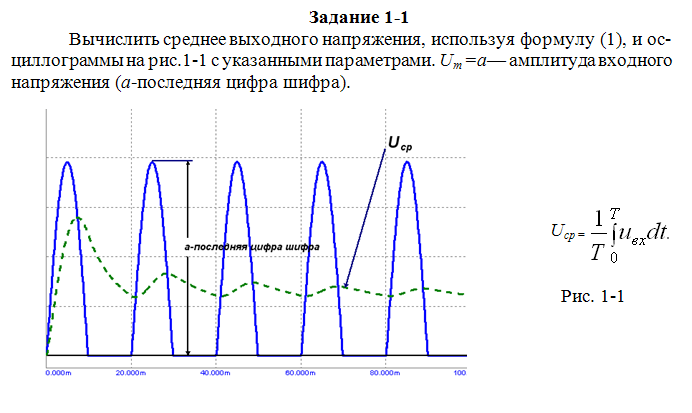 Задание 1-1
Вычислить среднее выходного напряжения, используя формулу (1), и ос-
циллограммы на рис.1-1 с указанными параметрами. Um =a— амплитуда входного
напряжения (a-последняя цифра шифра).
Uср
a-последняя цифра шифра
Uср = 1/T ∫₀ᵀ uвх dt.
Рис. 1-1
0.000m 20.000m 40.000m 60.000m 80.000m 100